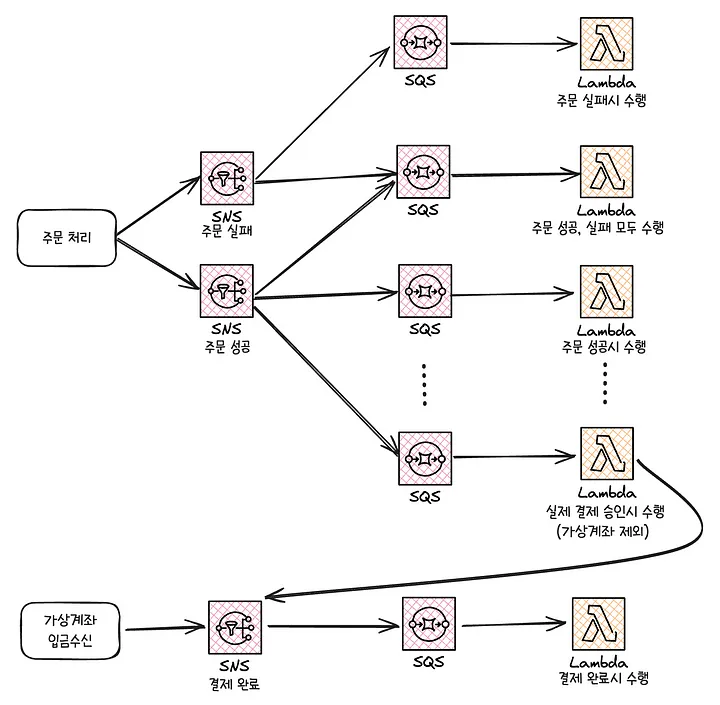 SQS
Lambda
주문 실패시 수행
주문 처리
SNS
주문 실패
SQS
Lambda
주문 성공, 실패 모두 수행
SNS
주문 성공
SQS
Lambda
주문 성공시 수행
SQS
Lambda
실제 결제 승인시 수행
(가상계좌 제외)
가상계좌
입금수신
SNS
결제 완료
SQS
Lambda
결제 완료시 수행